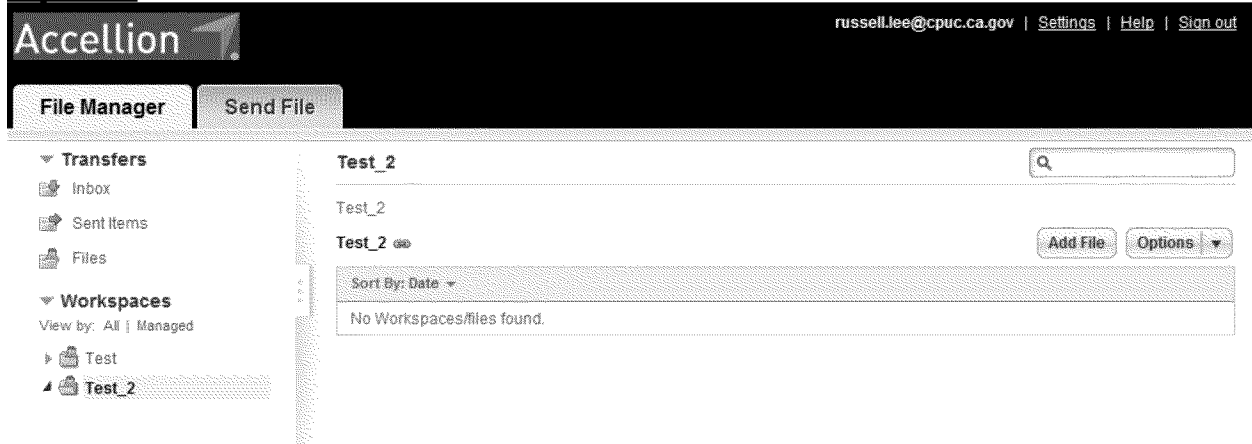 Accellion
russell.lee@cpuc.ca.gov | Settings | Help | Sign out
File Manager
Send File
Transfers
Inbox
Sent Items
Files
Workspaces
View by: All | Managed
Test
Test_2
Test_2
Test_2
Test_2
Add File
Options
Sort By: Date
No Workspaces/files found.